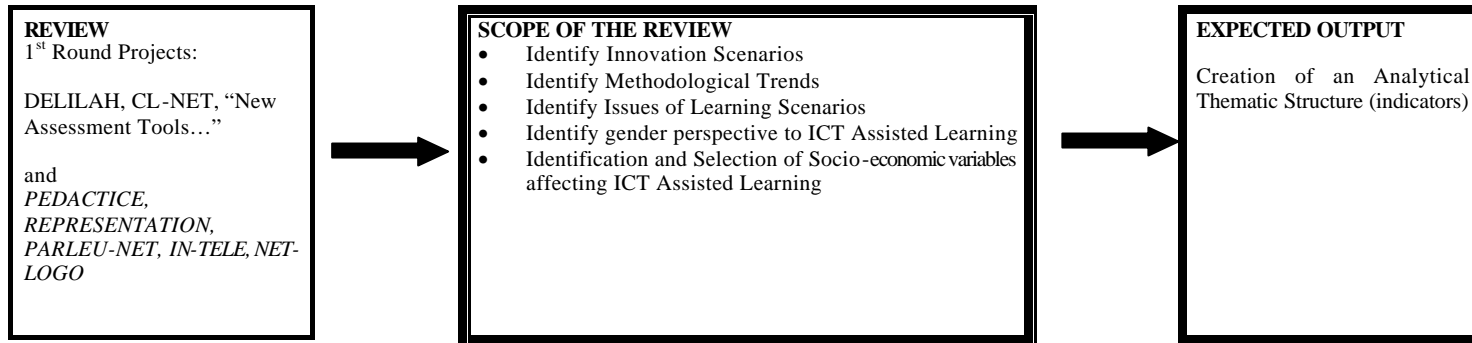 REVIEW
1st Round Projects:
DELILAH, CL-NET, “New
Assessment Tools…”
and
PEDACTICE,
REPRESENTATION,
PARLEU-NET, IN-TELE, NET-
LOGO
SCOPE OF THE REVIEW
• Identify Innovation Scenarios
• Identify Methodological Trends
• Identify Issues of Learning Scenarios
• Identify gender perspective to ICT Assisted Learning
• Identification and Selection of Socio-economic variables
affecting ICT Assisted Learning
EXPECTED OUTPUT
Creation of an Analytical
Thematic Structure (indicators)